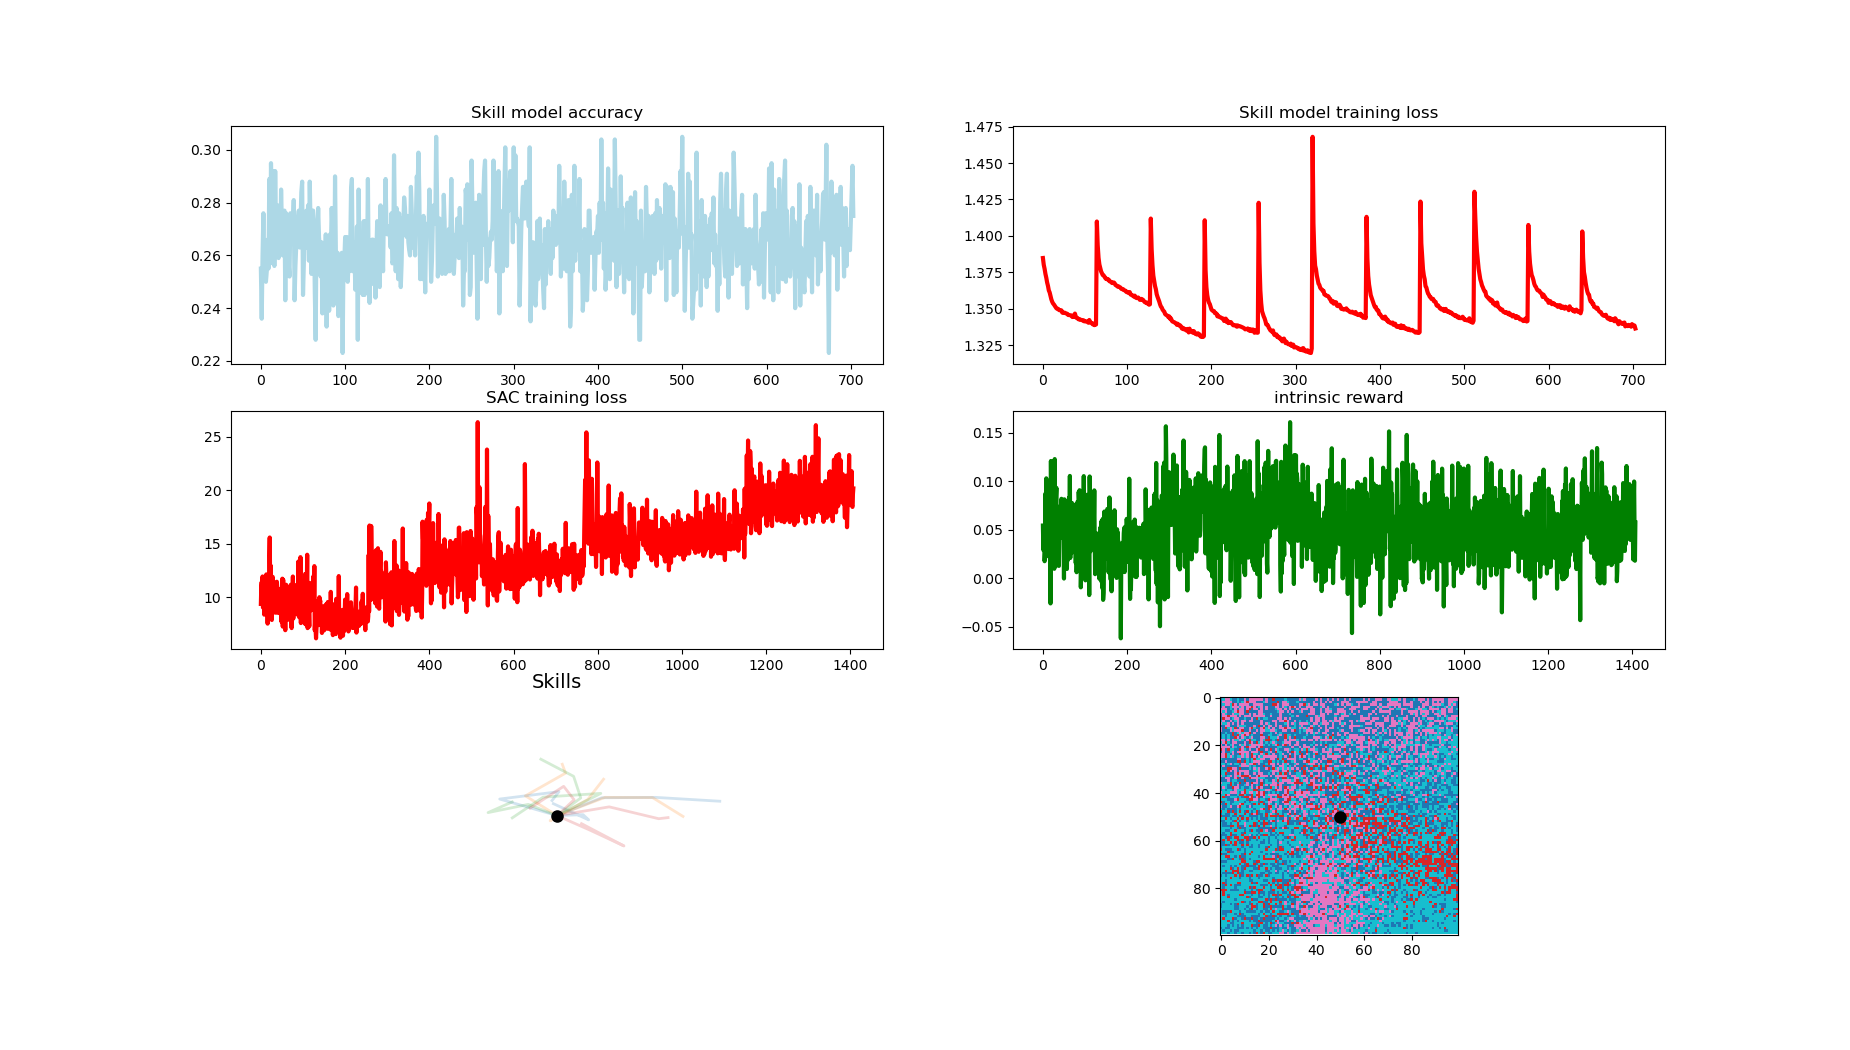 Skill model accuracy
0.30
0.28
0.26
0.24
0.22
0 100 200 300 400 500 600 700
Skill model training loss
1.475
1.450
1.425
1.400
1.375
1.350
1.325
0 100 200 300 400 500 600 700
SAC training loss
25
20
15
10
0 200 400 600 800 1000 1200 1400
intrinsic reward
0.15
0.10
0.05
0.00
−0.05
0 200 400 600 800 1000 1200 1400
Skills
0
20
40
60
80
0 20 40 60 80